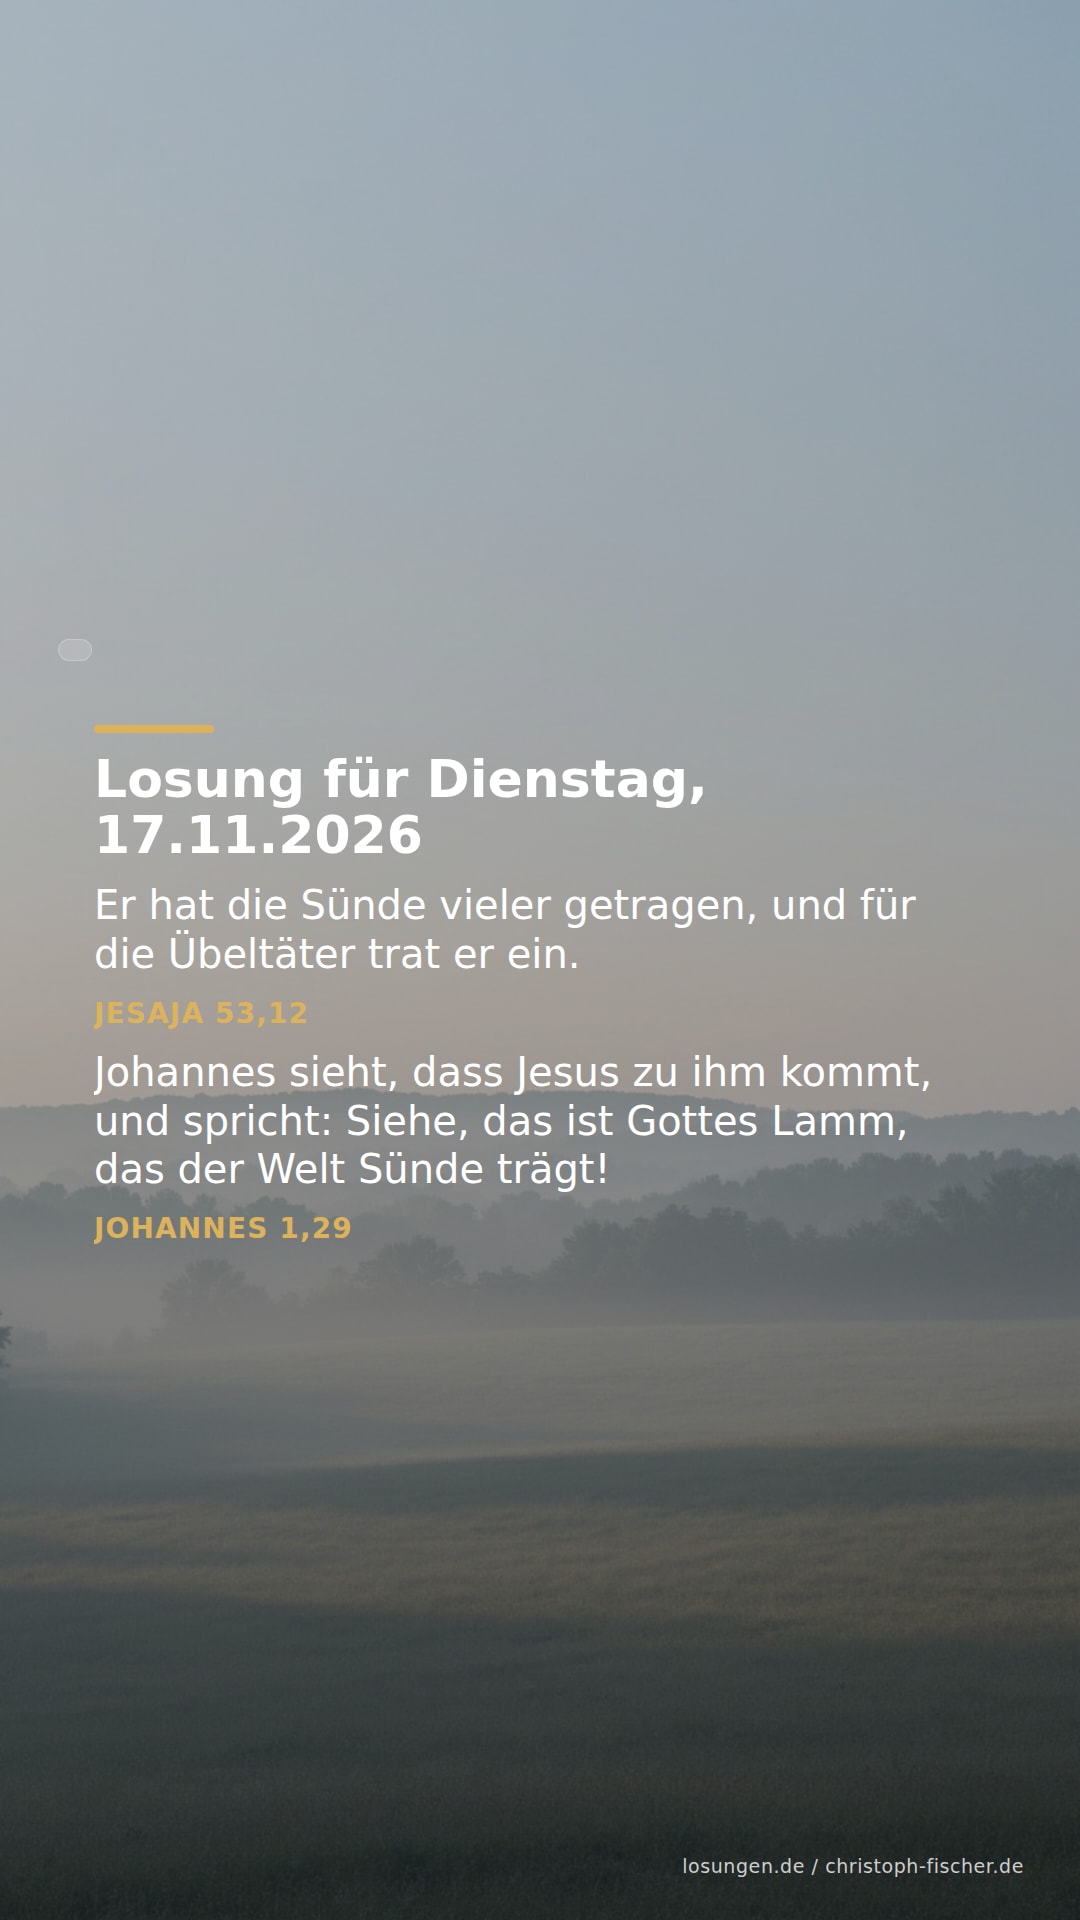 Losung für Dienstag,
17.11.2026
Er hat die Sünde vieler getragen, und für
die Übeltäter trat er ein.
JESAJA 53,12
Johannes sieht, dass Jesus zu ihm kommt,
und spricht: Siehe, das ist Gottes Lamm,
das der Welt Sünde trägt!
JOHANNES 1,29
losungen.de / christoph-fischer.de